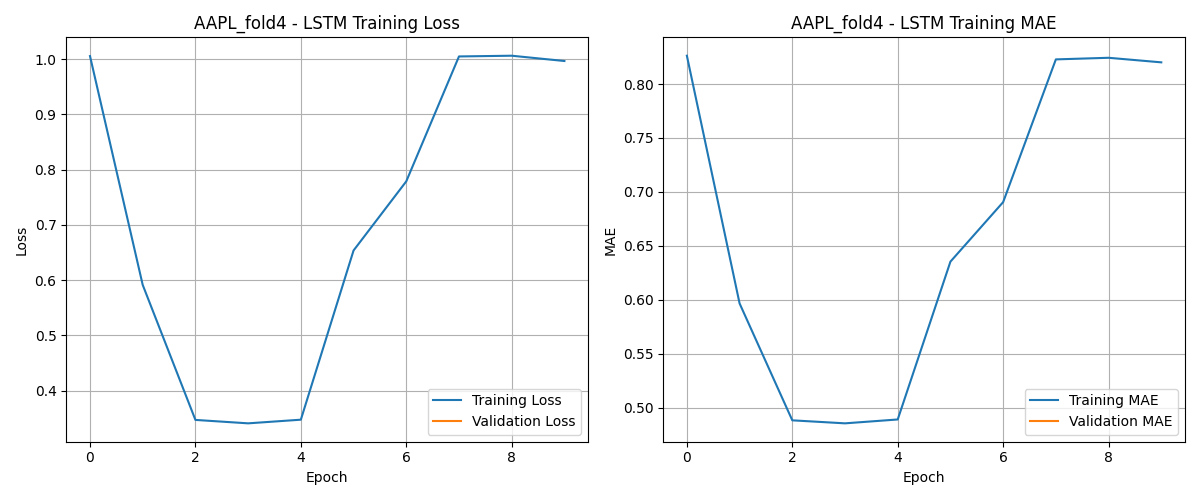 AAPL_fold4 - LSTM Training Loss
1.0
0.9
0.8
0.7
0.6
0.5
0.4
Loss
0 2 4 6 8
Epoch
Training Loss
Validation Loss
AAPL_fold4 - LSTM Training MAE
0.80
0.75
0.70
0.65
0.60
0.55
0.50
MAE
0 2 4 6 8
Epoch
Training MAE
Validation MAE